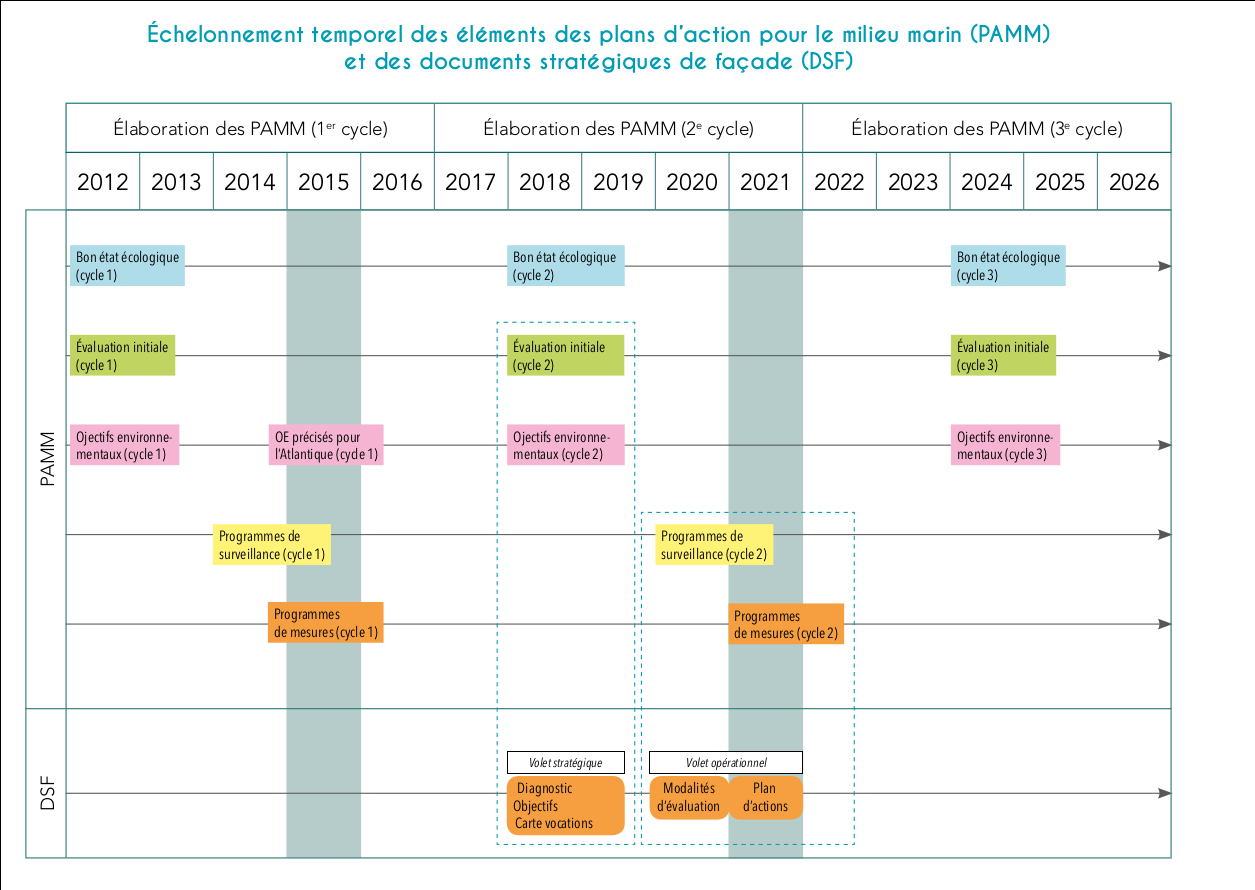 Échelonnement temporel des éléments des plans d'action pour le milieu marin (PAMM)
et des documents stratégiques de façade (DSF)
Élaboration des PAMM (1er cycle)
Élaboration des PAMM (2e cycle)
Élaboration des PAMM (3e cycle)
2012 2013 2014 2015 2016 2017 2018 2019 2020 2021 2022 2023 2024 2025 2026
PAMM
Bon état écologique
(cycle 1)
Bon état écologique
(cycle 2)
Bon état écologique
(cycle 3)
Évaluation initiale
(cycle 1)
Évaluation initiale
(cycle 2)
Évaluation initiale
(cycle 3)
Ojectifs environne-
mentaux (cycle 1)
OE précisés pour
l'Atlantique (cycle 1)
Ojectifs environne-
mentaux (cycle 2)
Ojectifs environne-
mentaux (cycle 3)
Programmes de
surveillance (cycle 1)
Programmes de
surveillance (cycle 2)
Programmes
de mesures (cycle 1)
Programmes
de mesures (cycle 2)
DSF
Volet stratégique
Diagnostic
Objectifs
Carte vocations
Volet opérationnel
Modalités
d'évaluation
Plan
d'actions